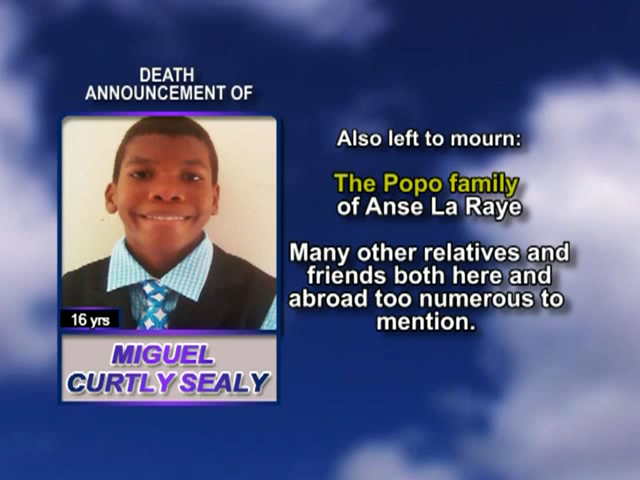 DEATH
ANNOUNCEMENT OF
16 yrs
MIGUEL
CURTLY SEALY
Also left to mourn:
The Popo family
of Anse La Raye
Many other relatives and
friends both here and
abroad too numerous to
mention.